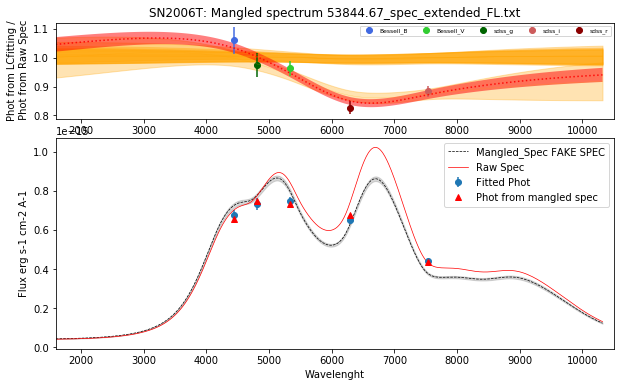 SN2006T: Mangled spectrum 53844.67_spec_extended_FL.txt
Phot from LCfitting /
Phot from Raw Spec
1.1
1.0
0.9
0.8
Bessell_B
Bessell_V
sdss_g
sdss_i
sdss_r
2000 3000 4000 5000 6000 7000 8000 9000 10000
Flux erg s-1 cm-2 A-1
1.0
0.8
0.6
0.4
0.2
0.0
Mangled_Spec FAKE SPEC
Raw Spec
Fitted Phot
Phot from mangled spec
2000 3000 4000 5000 6000 7000 8000 9000 10000
Wavelenght